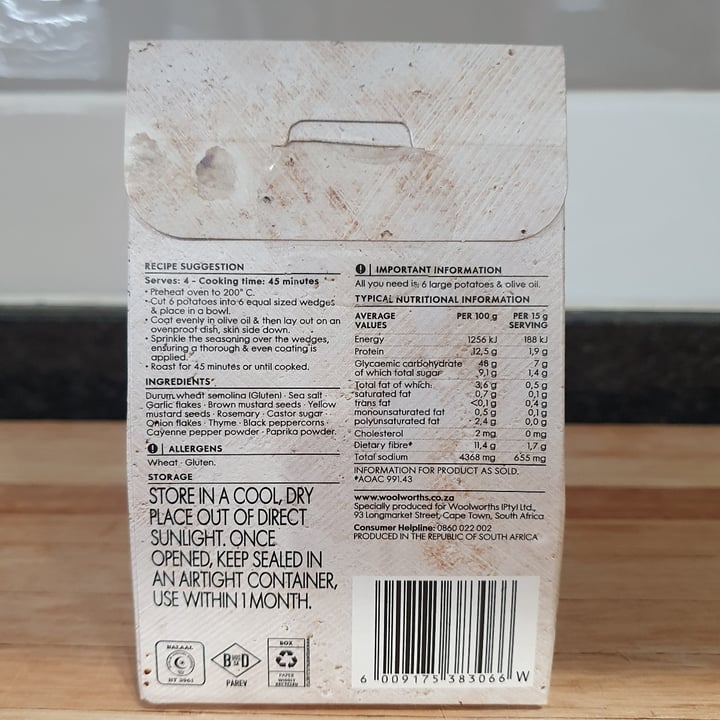 RECIPE SUGGESTION
Serves: 4 - Cooking time: 45 minutes
• Preheat oven to 200° C.
• Cut 6 potatoes into 6 equal sized wedges
& place in a bowl.
• Coat evenly in olive oil & then lay out on an
ovenproof dish, skin side down.
• Sprinkle the seasoning over the wedges,
ensuring a thorough & even coating is
applied.
• Roast for 45 minutes or until cooked.
INGREDIENTS
Durum wheat semolina (Gluten) · Sea salt
Garlic flakes · Brown mustard seeds · Yellow
mustard seeds · Rosemary · Castor sugar ·
Onion flakes · Thyme · Black peppercorns ·
Cayenne pepper powder · Paprika powder.
! | ALLERGENS
Wheat · Gluten.
STORAGE
STORE IN A COOL, DRY
PLACE OUT OF DIRECT
SUNLIGHT. ONCE
OPENED, KEEP SEALED IN
AN AIRTIGHT CONTAINER,
USE WITHIN 1 MONTH.
HALAAL
BD
PAREV
BOX
PAPER
WIDELY
RECYCLED
! | IMPORTANT INFORMATION
All you need is: 6 large potatoes & olive oil.
TYPICAL NUTRITIONAL INFORMATION
AVERAGE VALUES PER 100 g PER 15 g SERVING
Energy 1256 kJ 188 kJ
Protein 12,5 g 1,9 g
Glycaemic carbohydrate 48 g 7 g
of which total sugar 9,1 g 1,4 g
Total fat of which: 3,6 g 0,5 g
saturated fat 0,7 g 0,1 g
trans fat <0,1 g 0,4 g
monounsaturated fat 0,5 g 0,1 g
polyunsaturated fat 2,4 g 0,0 g
Cholesterol 2 mg 0 mg
Dietary fibre* 11,4 g 1,7 g
Total sodium 4368 mg 655 mg
INFORMATION FOR PRODUCT AS SOLD.
*AOAC 991.43
www.woolworths.co.za
Specially produced for Woolworths (Pty) Ltd.,
93 Longmarket Street, Cape Town, South Africa
Consumer Helpline: 0860 022 002
PRODUCED IN THE REPUBLIC OF SOUTH AFRICA
6 009175 383066 W